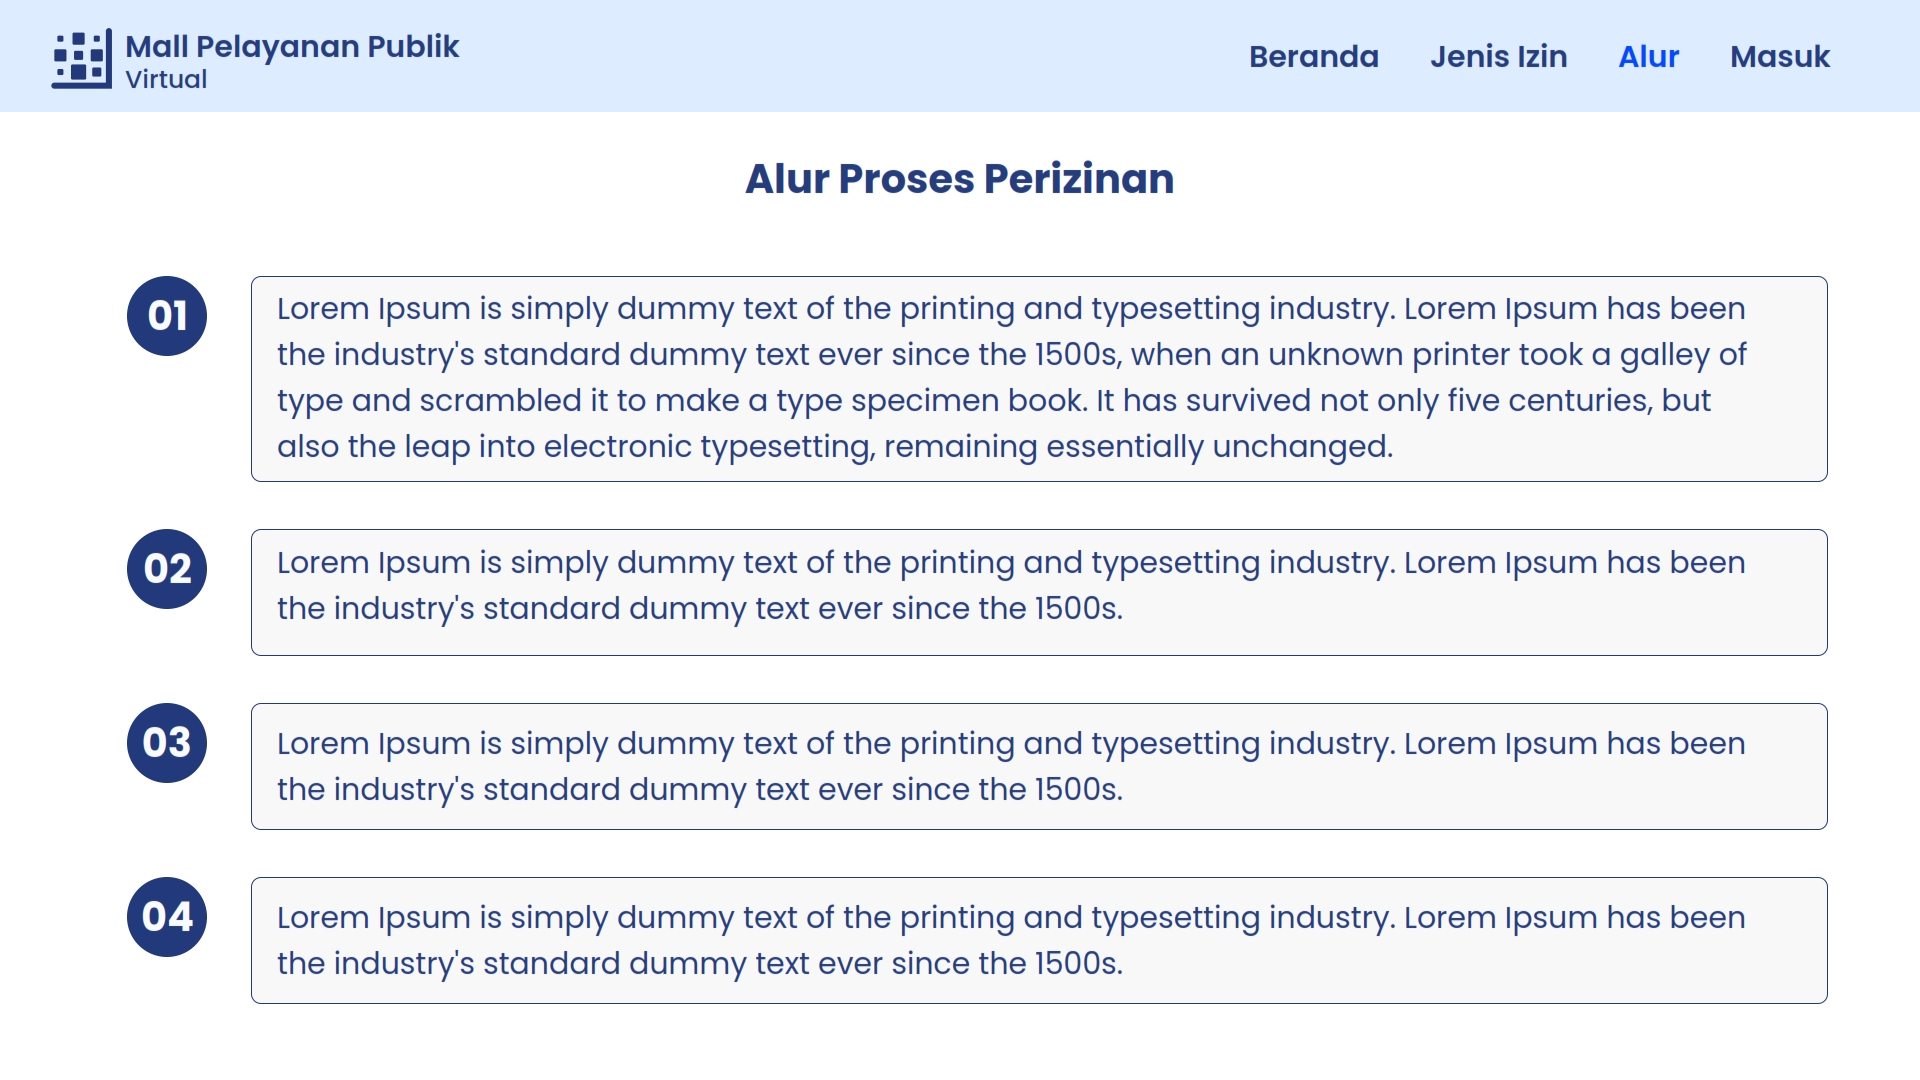 Mall Pelayanan Publik
Virtual
Beranda Jenis Izin Alur Masuk
Alur Proses Perizinan
01
Lorem Ipsum is simply dummy text of the printing and typesetting industry. Lorem Ipsum has been
the industry's standard dummy text ever since the 1500s, when an unknown printer took a galley of
type and scrambled it to make a type specimen book. It has survived not only five centuries, but
also the leap into electronic typesetting, remaining essentially unchanged.
02
Lorem Ipsum is simply dummy text of the printing and typesetting industry. Lorem Ipsum has been
the industry's standard dummy text ever since the 1500s.
03
Lorem Ipsum is simply dummy text of the printing and typesetting industry. Lorem Ipsum has been
the industry's standard dummy text ever since the 1500s.
04
Lorem Ipsum is simply dummy text of the printing and typesetting industry. Lorem Ipsum has been
the industry's standard dummy text ever since the 1500s.